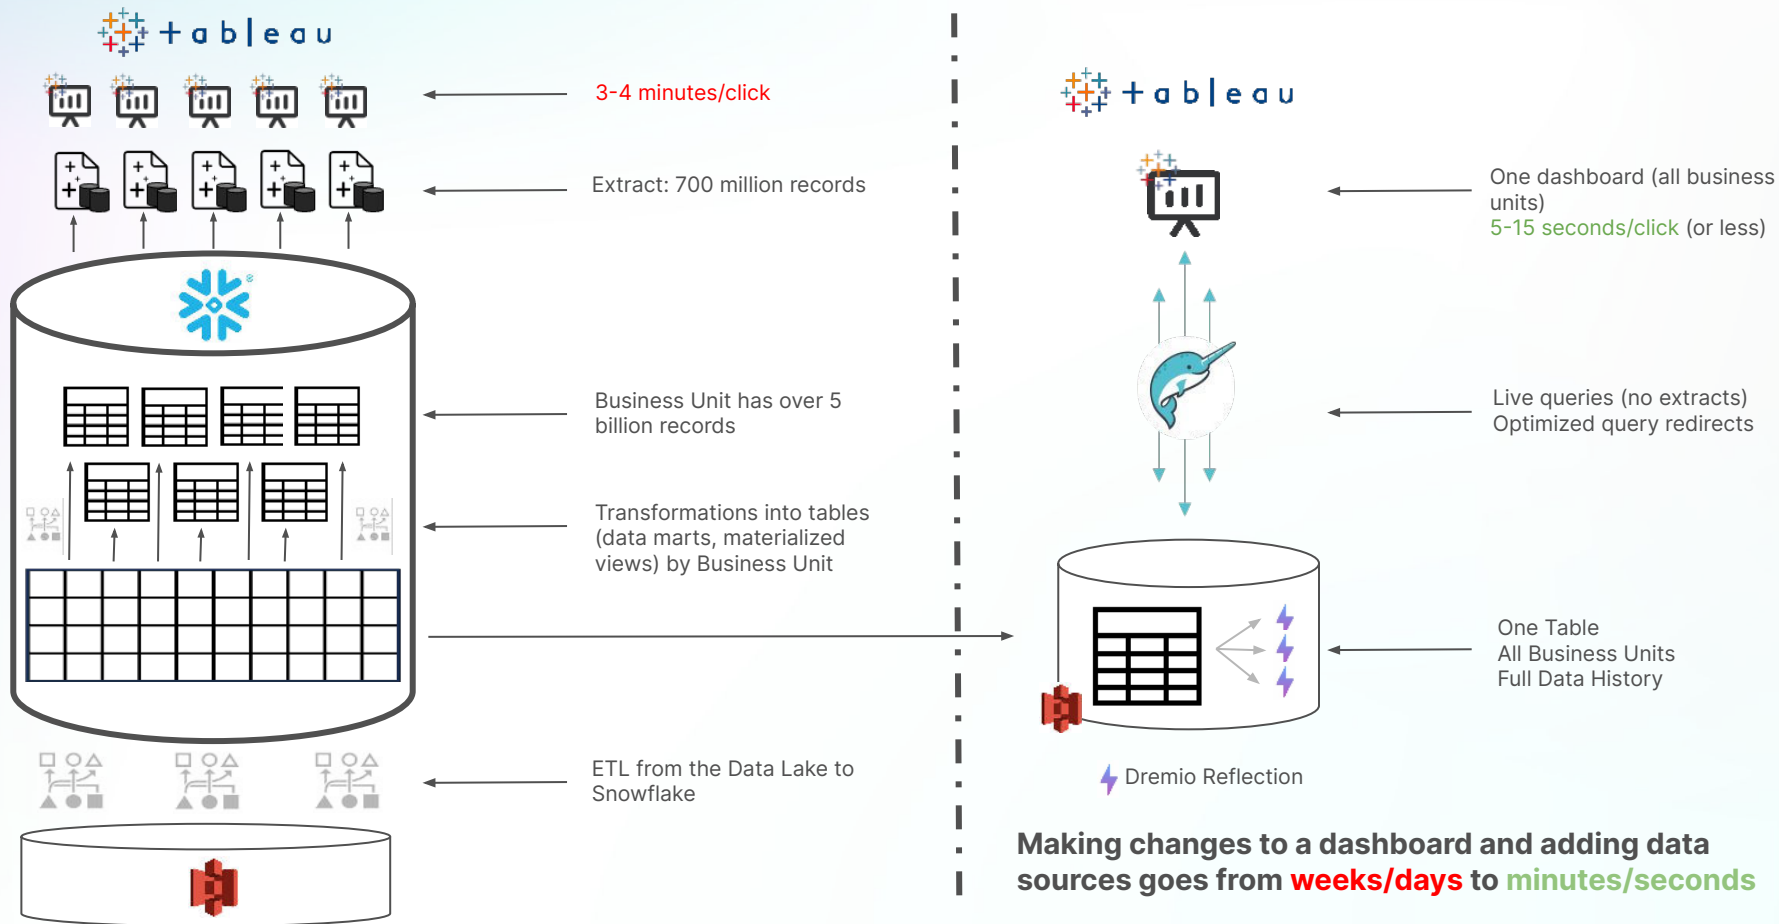 + a b | e a u
3-4 minutes/click
Extract: 700 million records
Business Unit has over 5
billion records
Transformations into tables
(data marts, materialized
views) by Business Unit
ETL from the Data Lake to
Snowflake
+ a b | e a u
One dashboard (all business
units)
5-15 seconds/click (or less)
Live queries (no extracts)
Optimized query redirects
One Table
All Business Units
Full Data History
Dremio Reflection
Making changes to a dashboard and adding data
sources goes from weeks/days to minutes/seconds